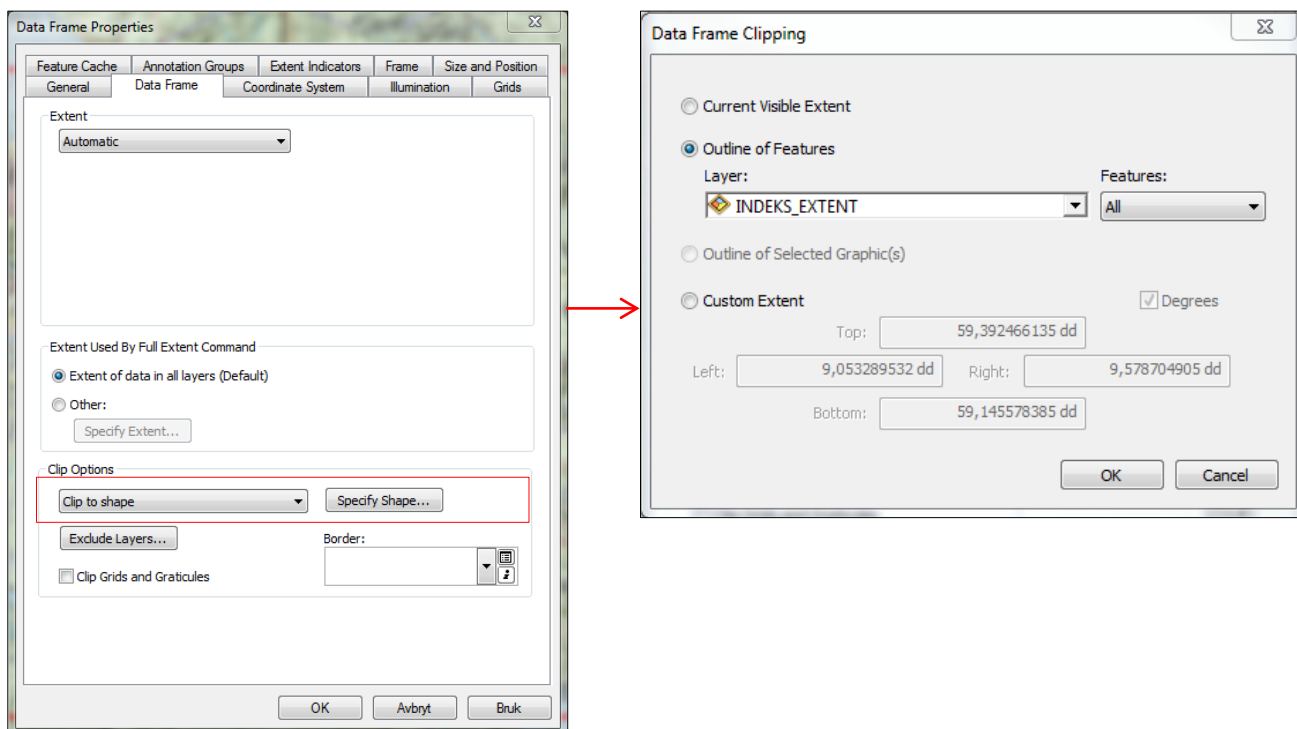 Data Frame Properties
Feature Cache Annotation Groups Extent Indicators Frame Size and Position
General Data Frame Coordinate System Illumination Grids
Extent
Automatic
Extent Used By Full Extent Command
Extent of data in all layers (Default)
Other:
Specify Extent...
Clip Options
Clip to shape Specify Shape...
Exclude Layers... Border:
Clip Grids and Graticules
OK Avbryt Bruk
Data Frame Clipping
Current Visible Extent
Outline of Features
Layer: Features:
INDEKS_EXTENT All
Outline of Selected Graphic(s)
Custom Extent Degrees
Top: 59,392466135 dd
Left: 9,053289532 dd Right: 9,578704905 dd
Bottom: 59,145578385 dd
OK Cancel